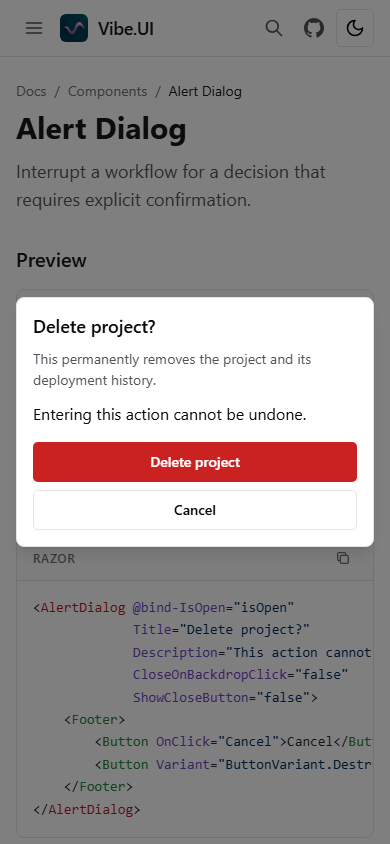 Vibe.UI
Docs / Components / Alert Dialog
Alert Dialog
Interrupt a workflow for a decision that
requires explicit confirmation.
Preview
Delete project?
This permanently removes the project and its
deployment history.
Entering this action cannot be undone.
Delete project
Cancel
RAZOR
<AlertDialog @bind-IsOpen="isOpen"
Title="Delete project?"
Description="This action cannot
CloseOnBackdropClick="false"
ShowCloseButton="false">
<Footer>
<Button OnClick="Cancel">Cancel</But
<Button Variant="ButtonVariant.Destr
</Footer>
</AlertDialog>